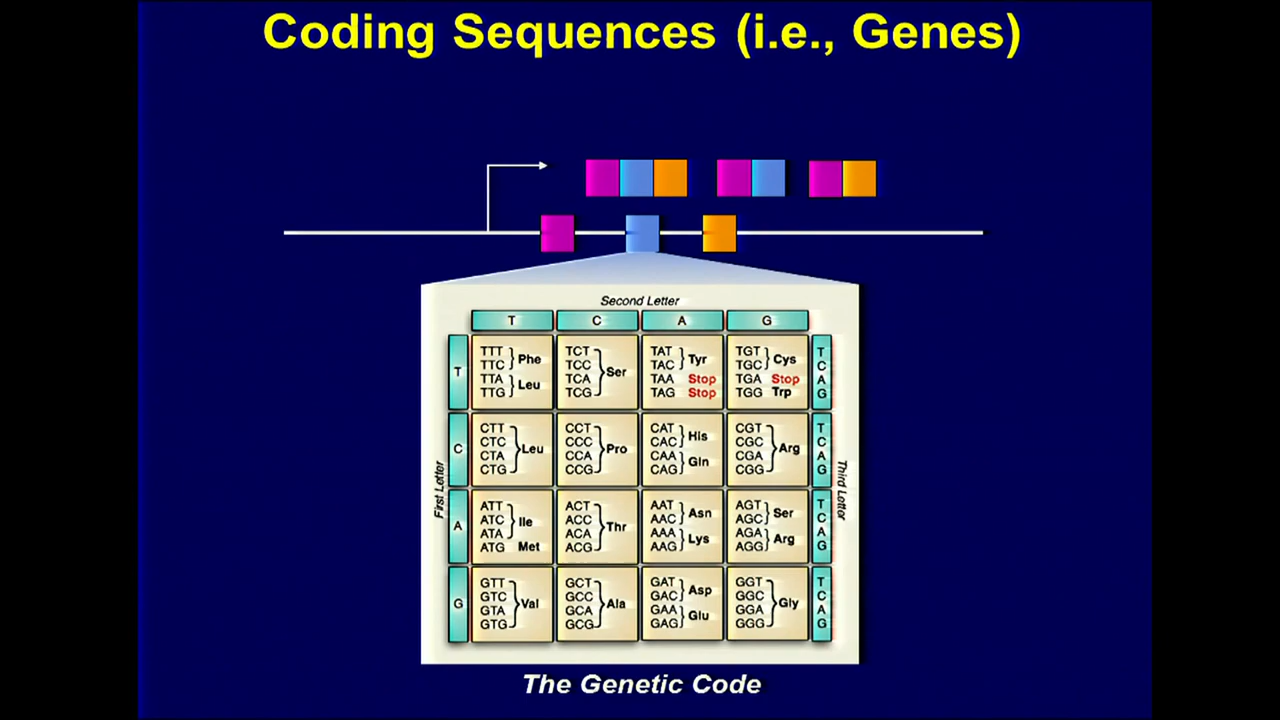 Coding Sequences (i.e., Genes)
Second Letter
T C A G
First Letter
Third Letter
T
TTT
TTC
Phe
TTA
TTG
Leu
TCT
TCC
TCA
TCG
Ser
TAT
TAC
Tyr
TAA Stop
TAG Stop
TGT
TGC
Cys
TGA Stop
TGG Trp
T
C
A
G
C
CTT
CTC
CTA
CTG
Leu
CCT
CCC
CCA
CCG
Pro
CAT
CAC
His
CAA
CAG
Gln
CGT
CGC
CGA
CGG
Arg
T
C
A
G
A
ATT
ATC
ATA
Ile
ATG Met
ACT
ACC
ACA
ACG
Thr
AAT
AAC
Asn
AAA
AAG
Lys
AGT
AGC
Ser
AGA
AGG
Arg
T
C
A
G
G
GTT
GTC
GTA
GTG
Val
GCT
GCC
GCA
GCG
Ala
GAT
GAC
Asp
GAA
GAG
Glu
GGT
GGC
GGA
GGG
Gly
T
C
A
G
The Genetic Code